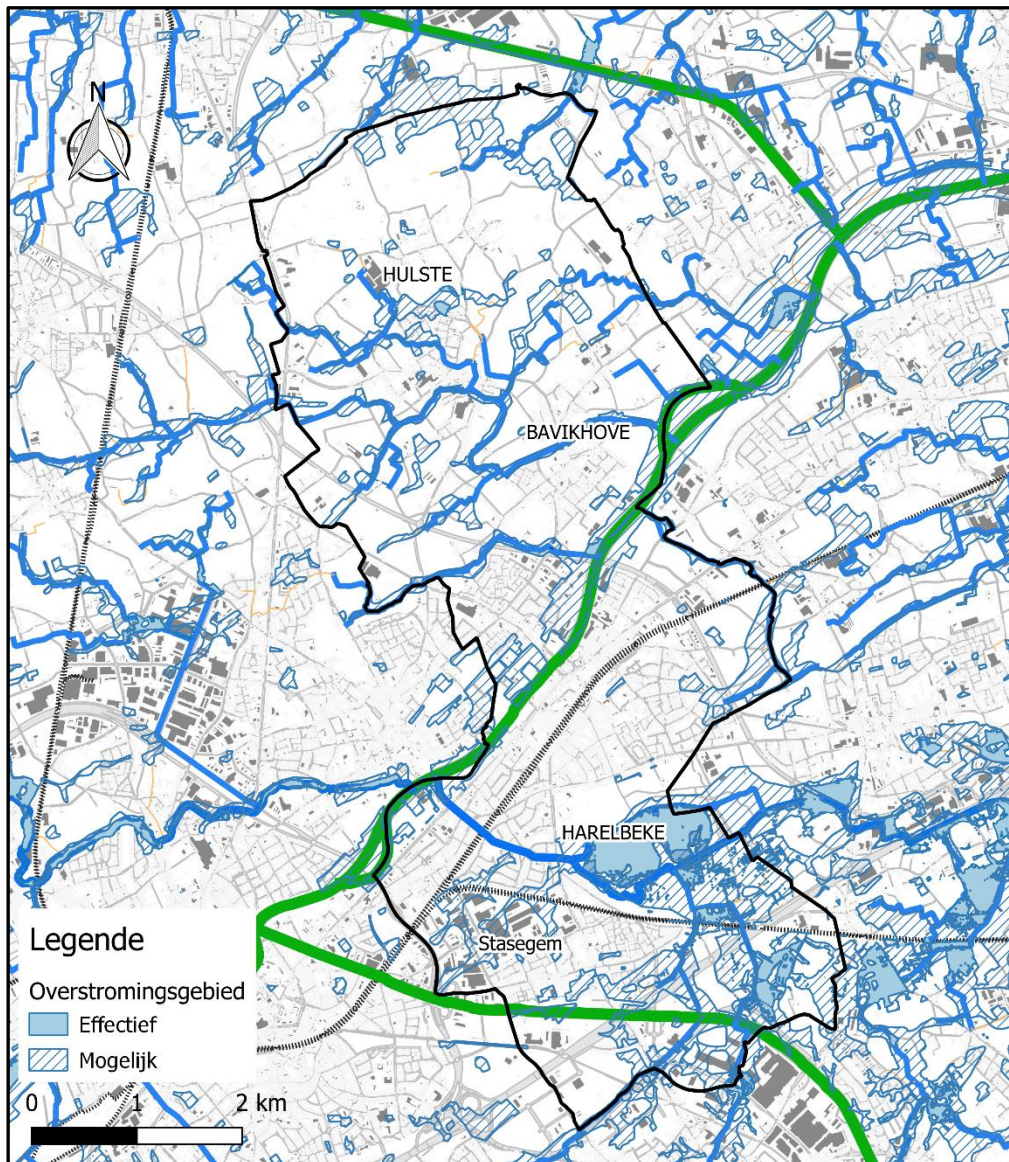 N
HULSTE
BAVIKHOVE
HARELBEKE
Stasegem
Legende
Overstromingsgebied
Effectief
Mogelijk
0 1 2 km